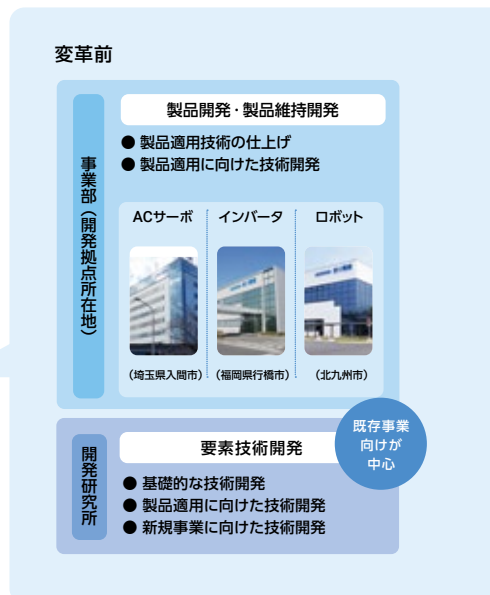 変革前
事業部（開発拠点所在地）
製品開発・製品維持開発
● 製品適用技術の仕上げ
● 製品適用に向けた技術開発
ACサーボ
インバータ
ロボット
（埼玉県入間市）
（福岡県行橋市）
（北九州市）
既存事業
向けが
中心
開発研究所
要素技術開発
● 基礎的な技術開発
● 製品適用に向けた技術開発
● 新規事業に向けた技術開発